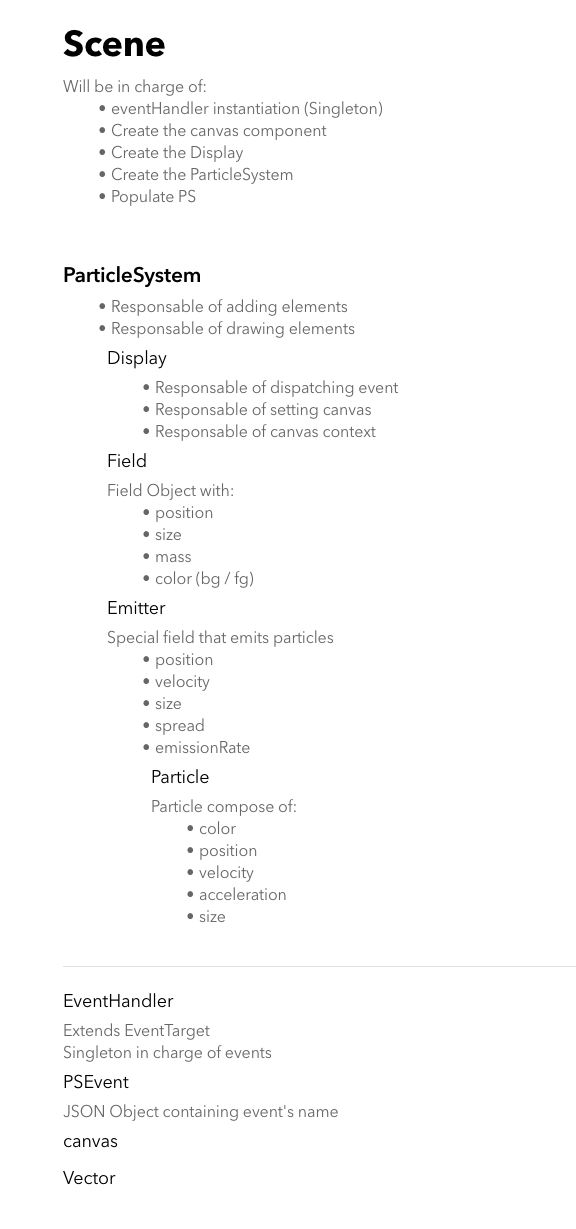 Scene
Will be in charge of:
• eventHandler instantiation (Singleton)
• Create the canvas component
• Create the Display
• Create the ParticleSystem
• Populate PS
ParticleSystem
• Responsable of adding elements
• Responsable of drawing elements
Display
• Responsable of dispatching event
• Responsable of setting canvas
• Responsable of canvas context
Field
Field Object with:
• position
• size
• mass
• color (bg / fg)
Emitter
Special field that emits particles
• position
• velocity
• size
• spread
• emissionRate
Particle
Particle compose of:
• color
• position
• velocity
• acceleration
• size
EventHandler
Extends EventTarget
Singleton in charge of events
PSEvent
JSON Object containing event's name
canvas
Vector